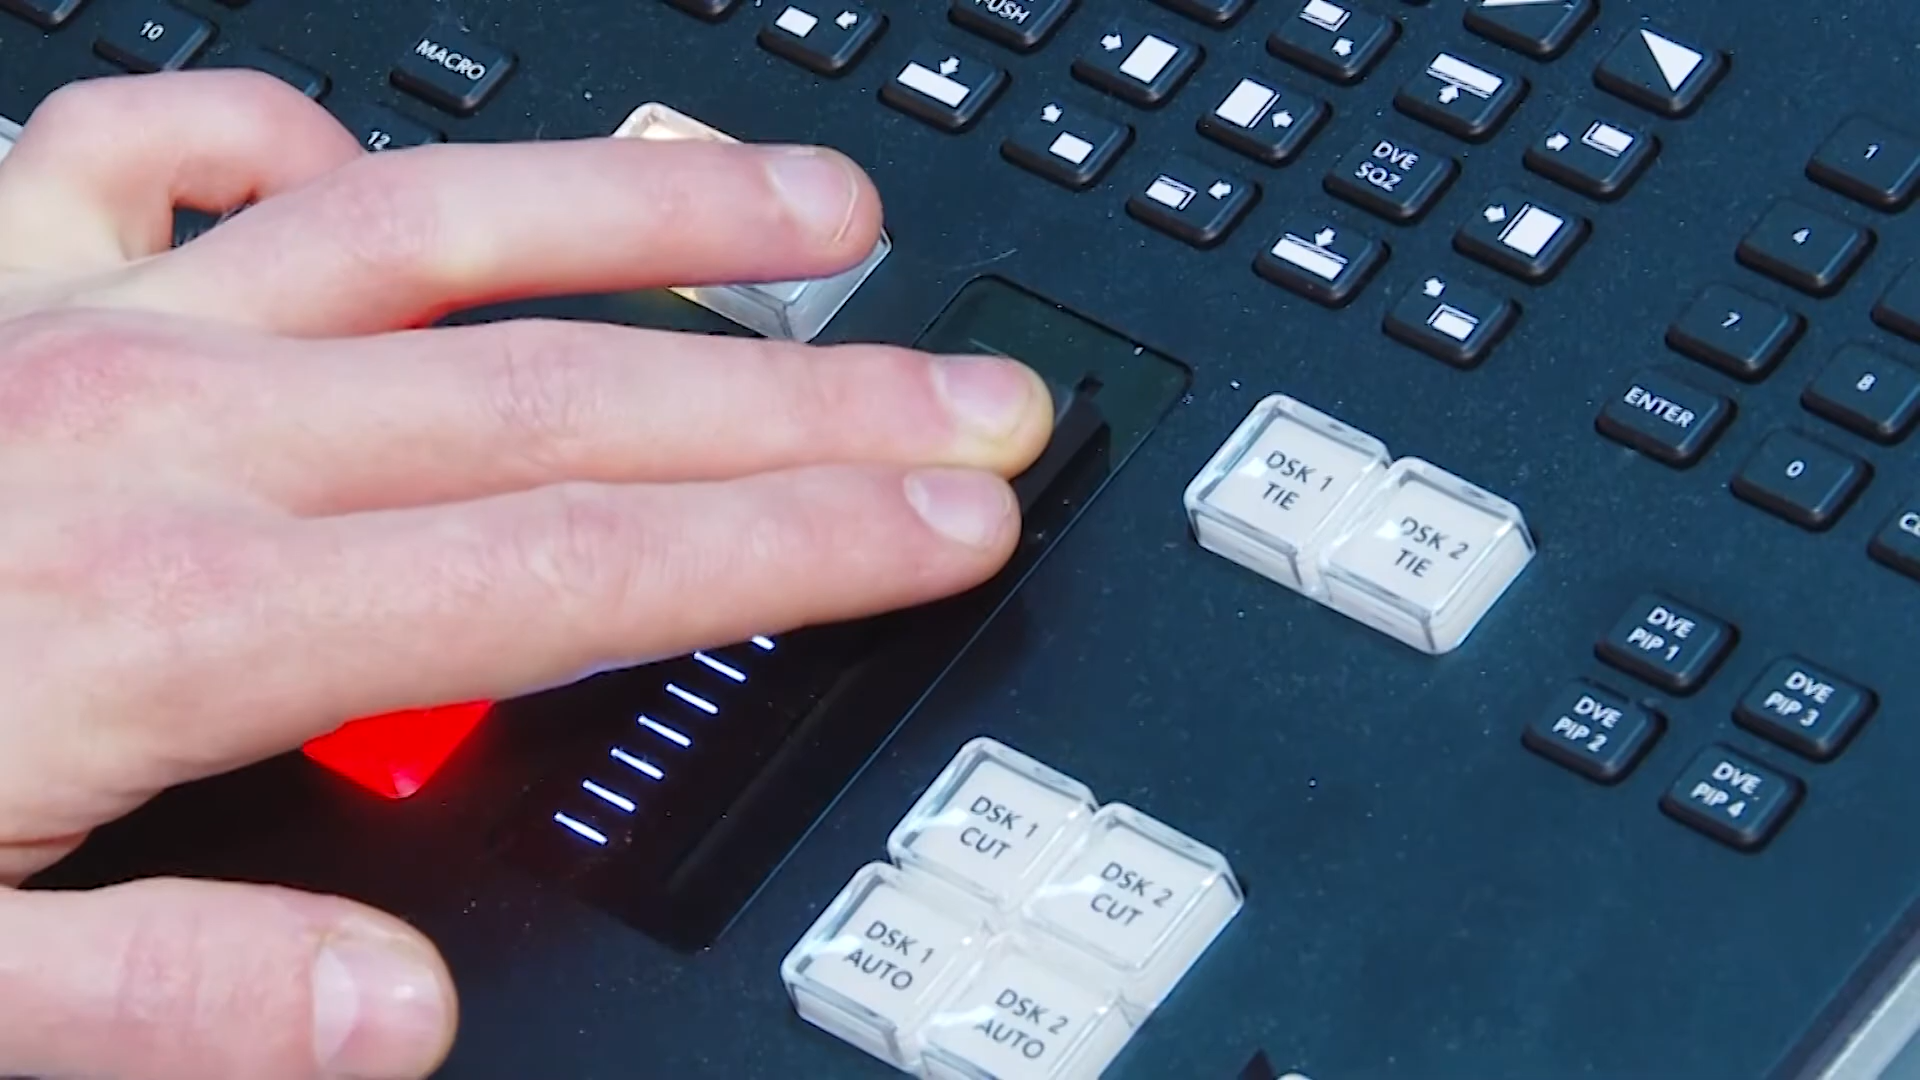 10
MACRO
12
PUSH
DVE
SQZ
1
4
7
8
ENTER
0
DSK 1
TIE
DSK 2
TIE
DVE
PIP 1
DVE
PIP 2
DVE
PIP 3
DVE
PIP 4
DSK 1
CUT
DSK 2
CUT
DSK 1
AUTO
DSK 2
AUTO